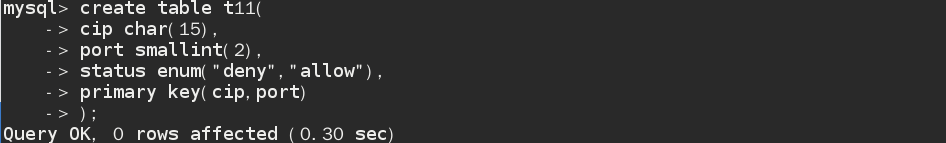 mysql> create table t11(
    -> cip char(15),
    -> port smallint(2),
    -> status enum("deny","allow"),
    -> primary key(cip,port)
    -> );
Query OK, 0 rows affected (0.30 sec)